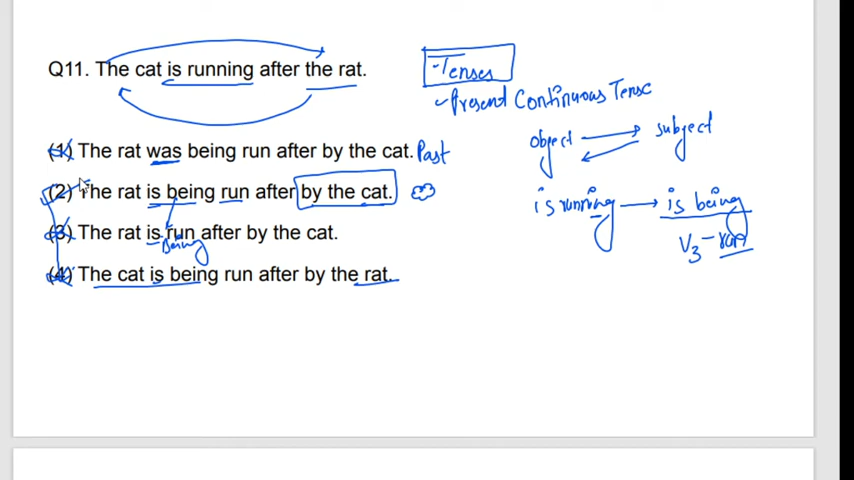 Q11. The cat is running after the rat.
Tenses
Present Continuous Tense
object subject
(1) The rat was being run after by the cat. Past
(2) The rat is being run after by the cat.
is running → is being
(3) The rat is run after by the cat.
Being
V3 - run
(4) The cat is being run after by the rat.